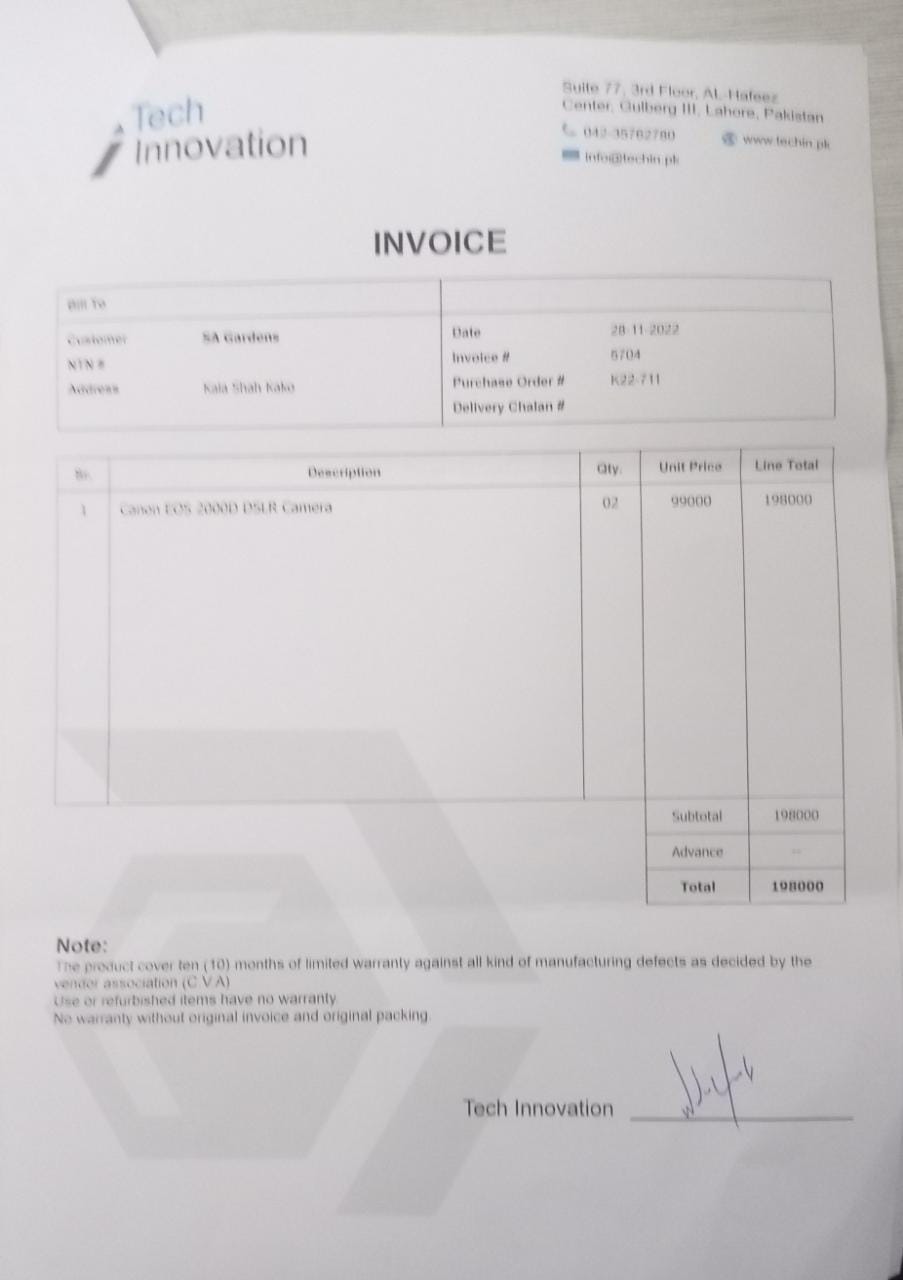 Tech
Innovation
Suite 77, 3rd Floor, AL-Hafeez
Center, Gulberg III, Lahore, Pakistan
042-35762780 www.techin.pk
info@techin.pk
INVOICE
Bill To
Customer SA Gardens
NTN #
Address Kala Shah Kako
Date 28-11-2022
Invoice # 6704
Purchase Order # K22-711
Delivery Chalan #
Sr. Description Qty. Unit Price Line Total
1 Canon EOS 2000D DSLR Camera 02 99000 198000
Subtotal 198000
Advance --
Total 198000
Note:
The product cover ten (10) months of limited warranty against all kind of manufacturing defects as decided by the
vendor association (C.V.A)
Use or refurbished items have no warranty.
No warranty without original invoice and original packing.
Tech Innovation